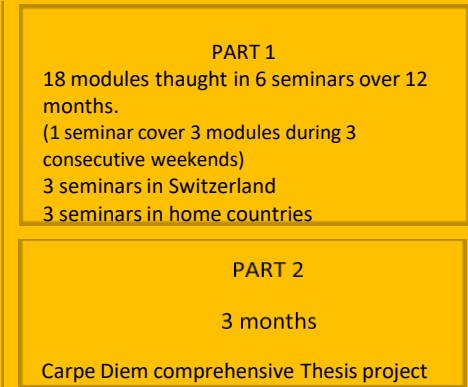 PART 1
18 modules thaught in 6 seminars over 12
months.
(1 seminar cover 3 modules during 3
consecutive weekends)
3 seminars in Switzerland
3 seminars in home countries
PART 2
3 months
Carpe Diem comprehensive Thesis project